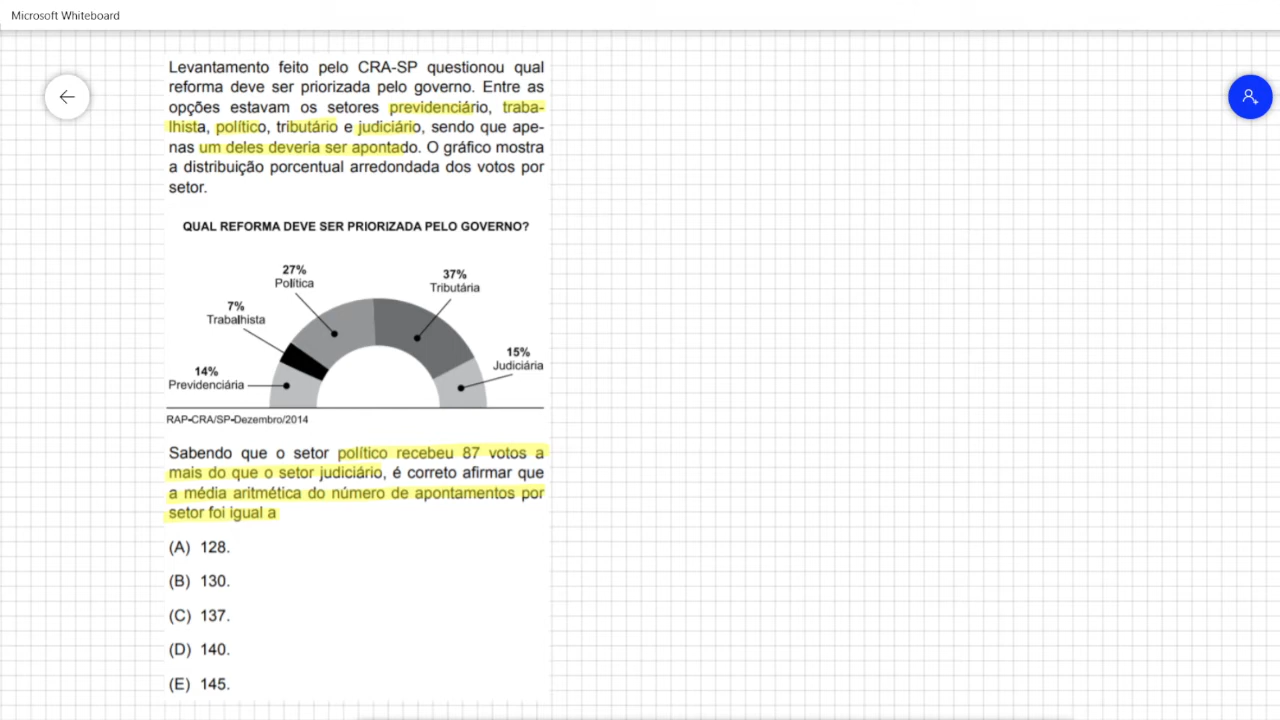 Microsoft Whiteboard
Levantamento feito pelo CRA-SP questionou qual
reforma deve ser priorizada pelo governo. Entre as
opções estavam os setores previdenciário, traba-
lhista, político, tributário e judiciário, sendo que ape-
nas um deles deveria ser apontado. O gráfico mostra
a distribuição porcentual arredondada dos votos por
setor.
QUAL REFORMA DEVE SER PRIORIZADA PELO GOVERNO?
27%
Política
37%
Tributária
7%
Trabalhista
15%
Judiciária
14%
Previdenciária
RAP-CRA/SP-Dezembro/2014
Sabendo que o setor político recebeu 87 votos a
mais do que o setor judiciário, é correto afirmar que
a média aritmética do número de apontamentos por
setor foi igual a
(A) 128.
(B) 130.
(C) 137.
(D) 140.
(E) 145.